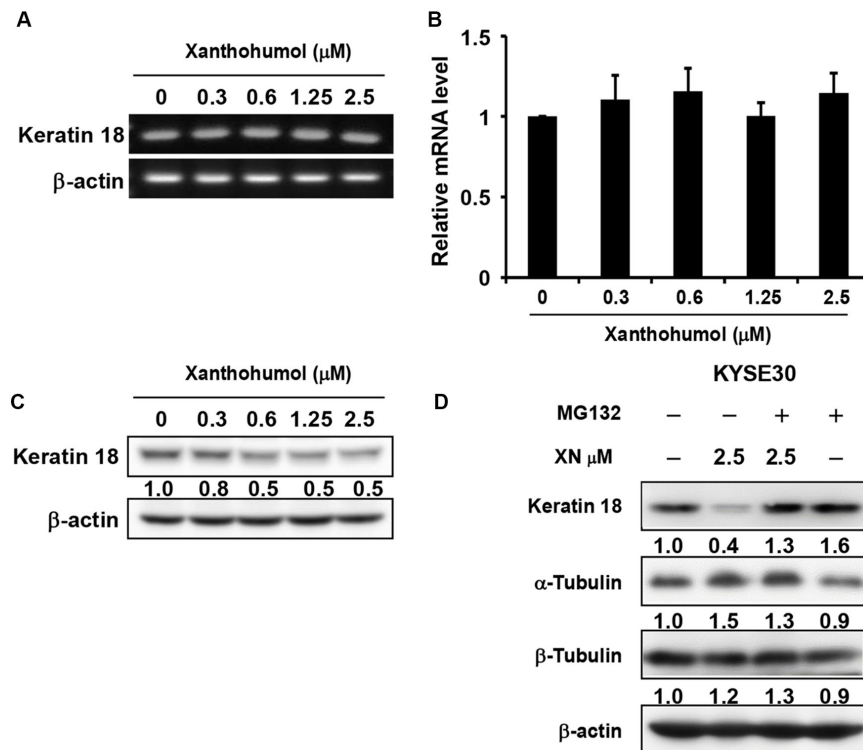 A
Xanthohumol (μM)
0 0.3 0.6 1.25 2.5
Keratin 18
β-actin
B
Relative mRNA level
1.5
1
0.5
0
0 0.3 0.6 1.25 2.5
Xanthohumol (μM)
C
Xanthohumol (μM)
0 0.3 0.6 1.25 2.5
Keratin 18
1.0 0.8 0.5 0.5 0.5
β-actin
D
KYSE30
MG132 – – + +
XN μM – 2.5 2.5 –
Keratin 18
1.0 0.4 1.3 1.6
α-Tubulin
1.0 1.5 1.3 0.9
β-Tubulin
1.0 1.2 1.3 0.9
β-actin